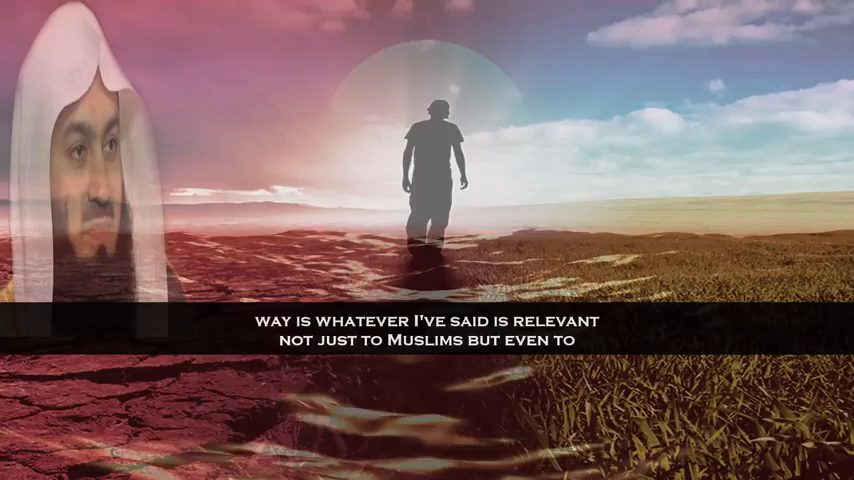 WAY IS WHATEVER I'VE SAID IS RELEVANT
NOT JUST TO MUSLIMS BUT EVEN TO